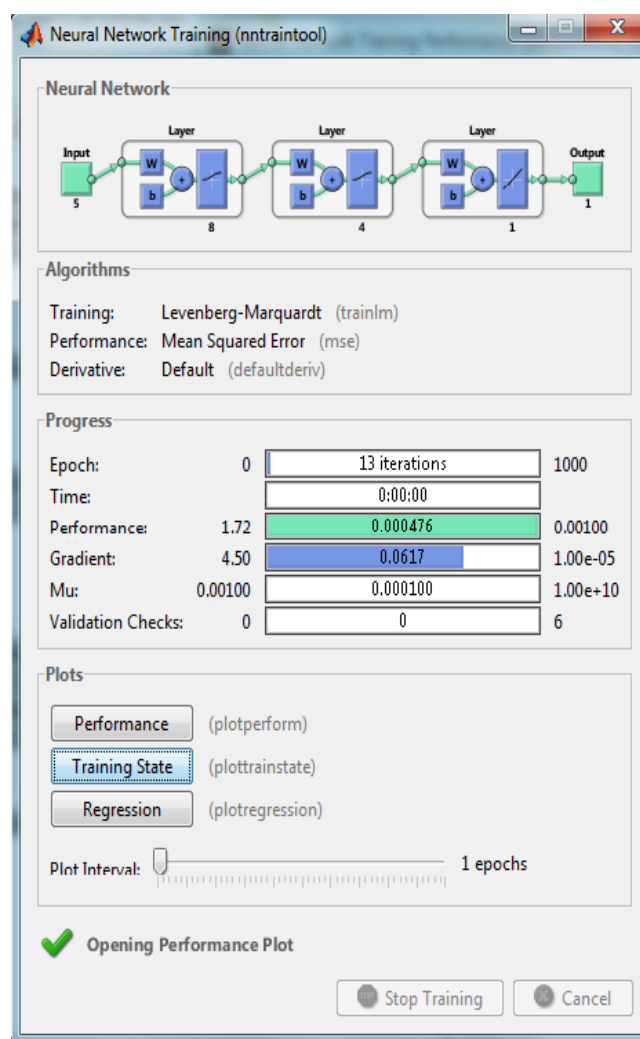 Neural Network Training (nntraintool)
Neural Network
Layer Layer Layer
Input Output
W W W
+ + +
b b b
5 8 4 1 1
Algorithms
Training: Levenberg-Marquardt (trainlm)
Performance: Mean Squared Error (mse)
Derivative: Default (defaultderiv)
Progress
Epoch: 0 13 iterations 1000
Time: 0:00:00
Performance: 1.72 0.000476 0.00100
Gradient: 4.50 0.0617 1.00e-05
Mu: 0.00100 0.000100 1.00e+10
Validation Checks: 0 0 6
Plots
Performance (plotperform)
Training State (plottrainstate)
Regression (plotregression)
Plot Interval: 1 epochs
Opening Performance Plot
Stop Training Cancel